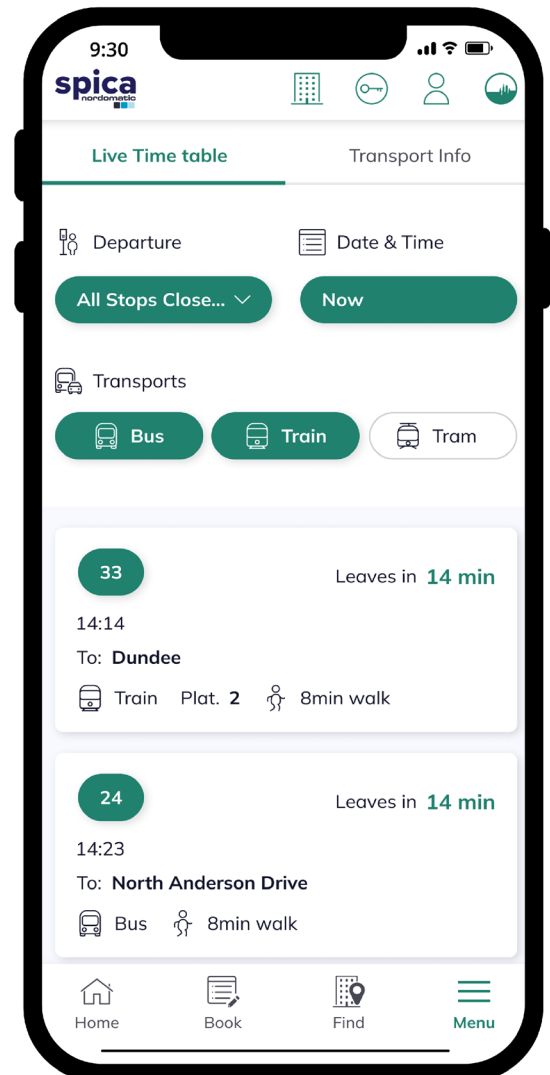 9:30
spica
nordomatic
Live Time table Transport Info
Departure Date & Time
All Stops Close... Now
Transports
Bus Train Tram
33 Leaves in 14 min
14:14
To: Dundee
Train Plat. 2 8min walk
24 Leaves in 14 min
14:23
To: North Anderson Drive
Bus 8min walk
Home Book Find Menu